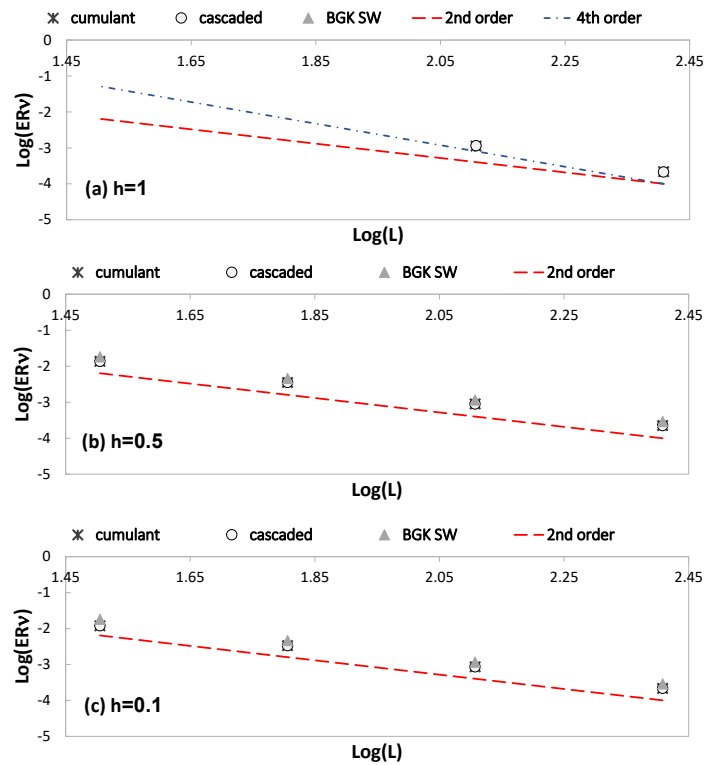 cumulant cascaded BGK SW 2nd order 4th order
0
1.45 1.65 1.85 2.05 2.25 2.45
-1
-2
-3
-4
-5
Log(ERν)
(a) h=1
Log(L)
cumulant cascaded BGK SW 2nd order
0
1.45 1.65 1.85 2.05 2.25 2.45
-1
-2
-3
-4
-5
Log(ERν)
(b) h=0.5
Log(L)
cumulant cascaded BGK SW 2nd order
0
1.45 1.65 1.85 2.05 2.25 2.45
-1
-2
-3
-4
-5
Log(ERν)
(c) h=0.1
Log(L)